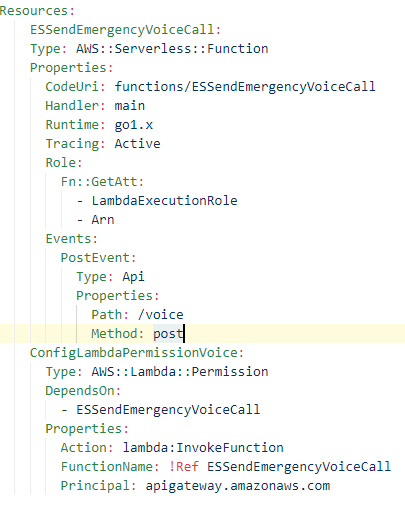 Resources:
    ESSendEmergencyVoiceCall:
    Type: AWS::Serverless::Function
    Properties:
      CodeUri: functions/ESSendEmergencyVoiceCall
      Handler: main
      Runtime: go1.x
      Tracing: Active
      Role:
        Fn::GetAtt:
          - LambdaExecutionRole
          - Arn
      Events:
        PostEvent:
          Type: Api
          Properties:
            Path: /voice
            Method: post
    ConfigLambdaPermissionVoice:
      Type: AWS::Lambda::Permission
      DependsOn:
        - ESSendEmergencyVoiceCall
      Properties:
        Action: lambda:InvokeFunction
        FunctionName: !Ref ESSendEmergencyVoiceCall
        Principal: apigateway.amazonaws.com